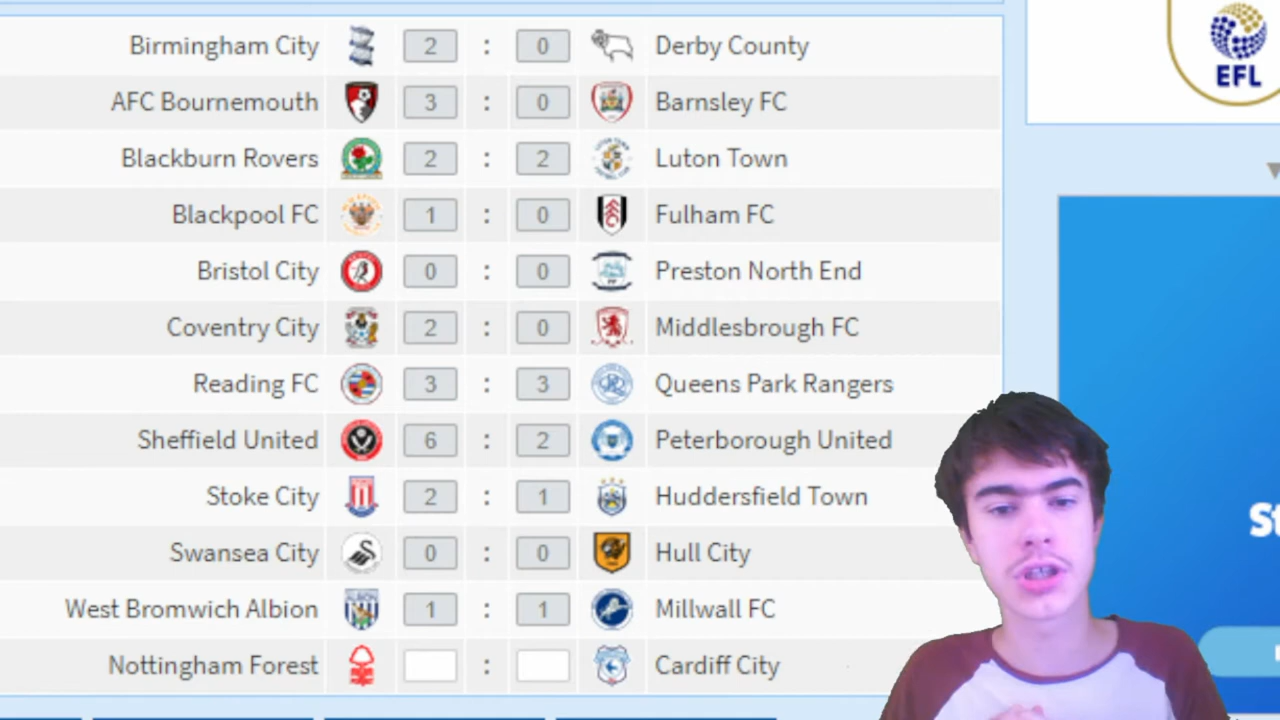 Birmingham City 2 : 0 Derby County
EFL
AFC Bournemouth 3 : 0 Barnsley FC
Blackburn Rovers 2 : 2 Luton Town
Blackpool FC 1 : 0 Fulham FC
Bristol City 0 : 0 Preston North End
Coventry City 2 : 0 Middlesbrough FC
Reading FC 3 : 3 Queens Park Rangers
Sheffield United 6 : 2 Peterborough United
Stoke City 2 : 1 Huddersfield Town
St
Swansea City 0 : 0 Hull City
West Bromwich Albion 1 : 1 Millwall FC
Nottingham Forest : Cardiff City